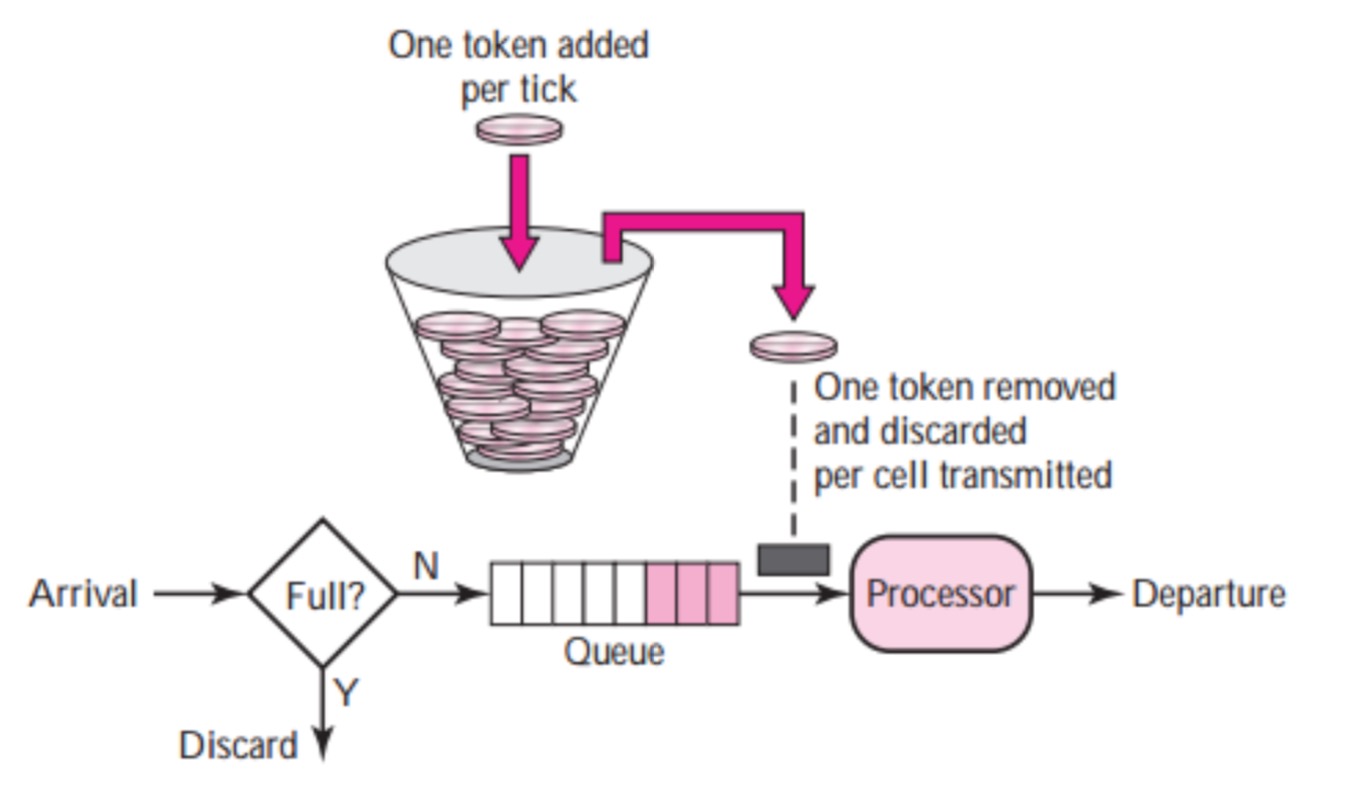 One token added
per tick
One token removed
and discarded
per cell transmitted
Arrival
Full?
N
Y
Discard
Queue
Processor
Departure